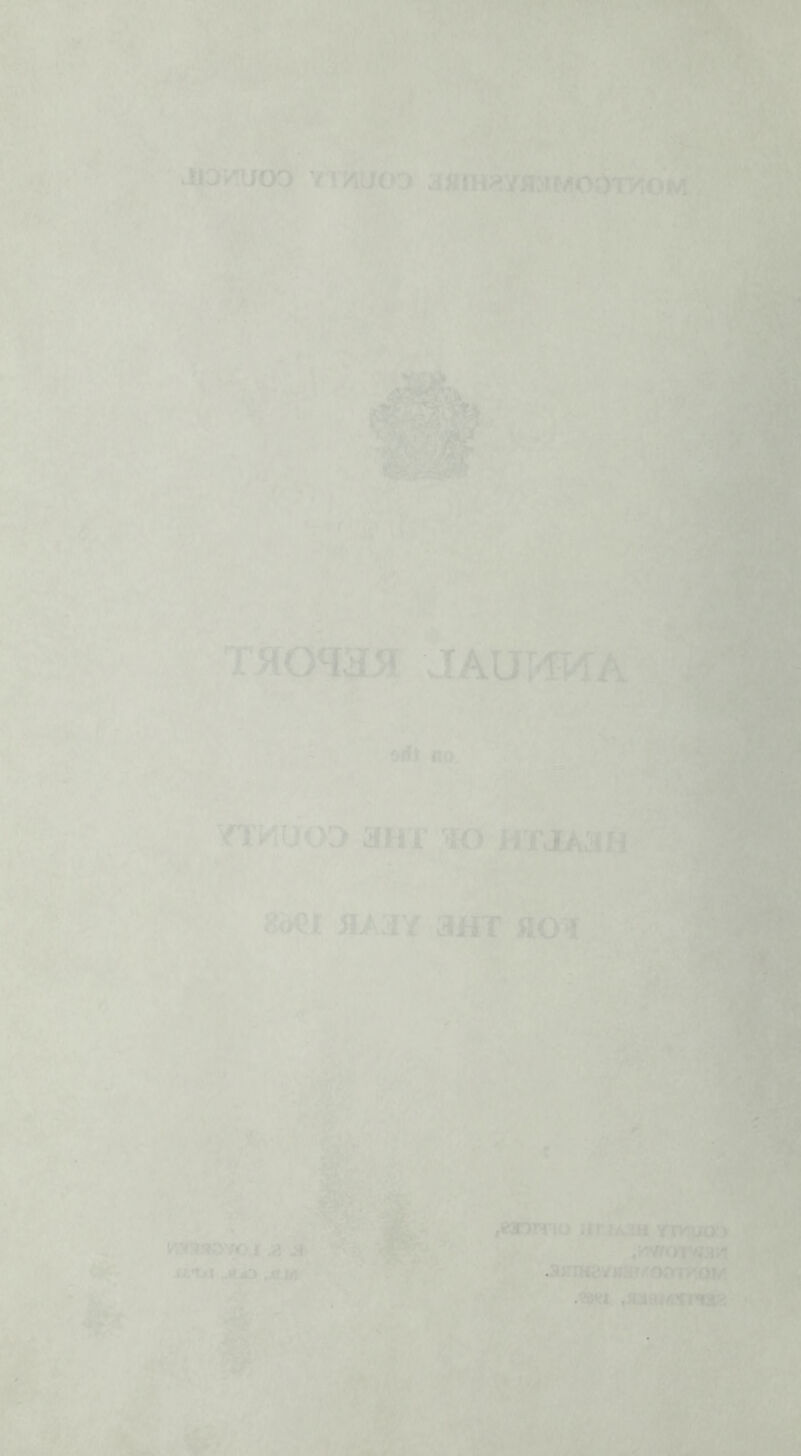 MONTGOMERYSHIRE COUNTY COUNCIL
ANNUAL REPORT
on the
HEALTH OF THE COUNTY
FOR THE YEAR 1968
COUNTY HEALTH OFFICES,
NEWTOWN,
MONTGOMERYSHIRE.
SEPTEMBER,